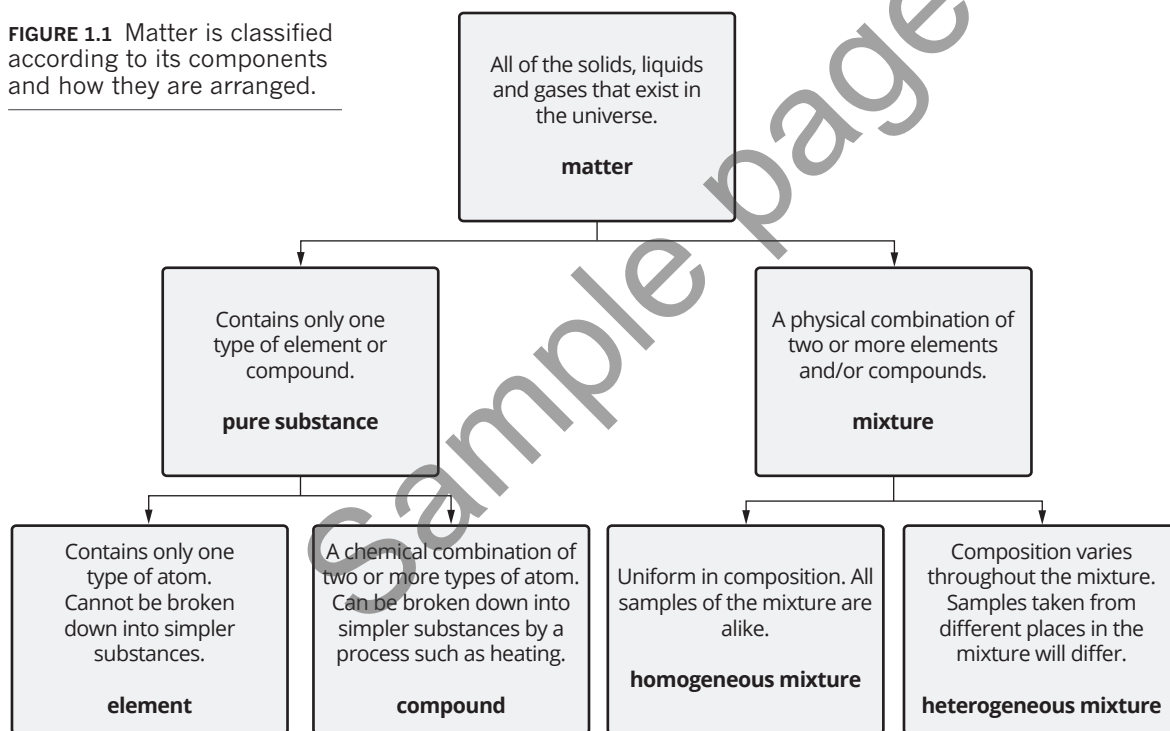 FIGURE 1.1 Matter is classified
according to its components
and how they are arranged.
All of the solids, liquids
and gases that exist in
the universe.
matter
Contains only one
type of element or
compound.
pure substance
A physical combination of
two or more elements
and/or compounds.
mixture
Contains only one
type of atom.
Cannot be broken
down into simpler
substances.
element
A chemical combination of
two or more types of atom.
Can be broken down into
simpler substances by a
process such as heating.
compound
Uniform in composition. All
samples of the mixture are
alike.
homogeneous mixture
Composition varies
throughout the mixture.
Samples taken from
different places in the
mixture will differ.
heterogeneous mixture
Sample page